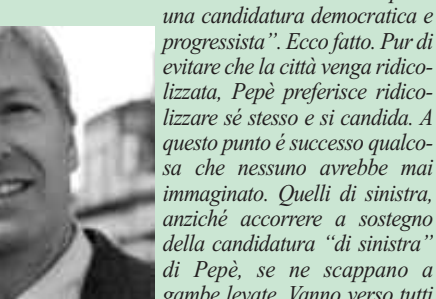 una candidatura democratica e
progressista”. Ecco fatto. Pur di
evitare che la città venga ridico-
lizzata, Pepè preferisce ridico-
lizzare sé stesso e si candida. A
questo punto é successo qualco-
sa che nessuno avrebbe mai
immaginato. Quelli di sinistra,
anziché accorrere a sostegno
della candidatura “di sinistra”
di Pepè, se ne scappano a
gambe levate. Vanno verso tutti